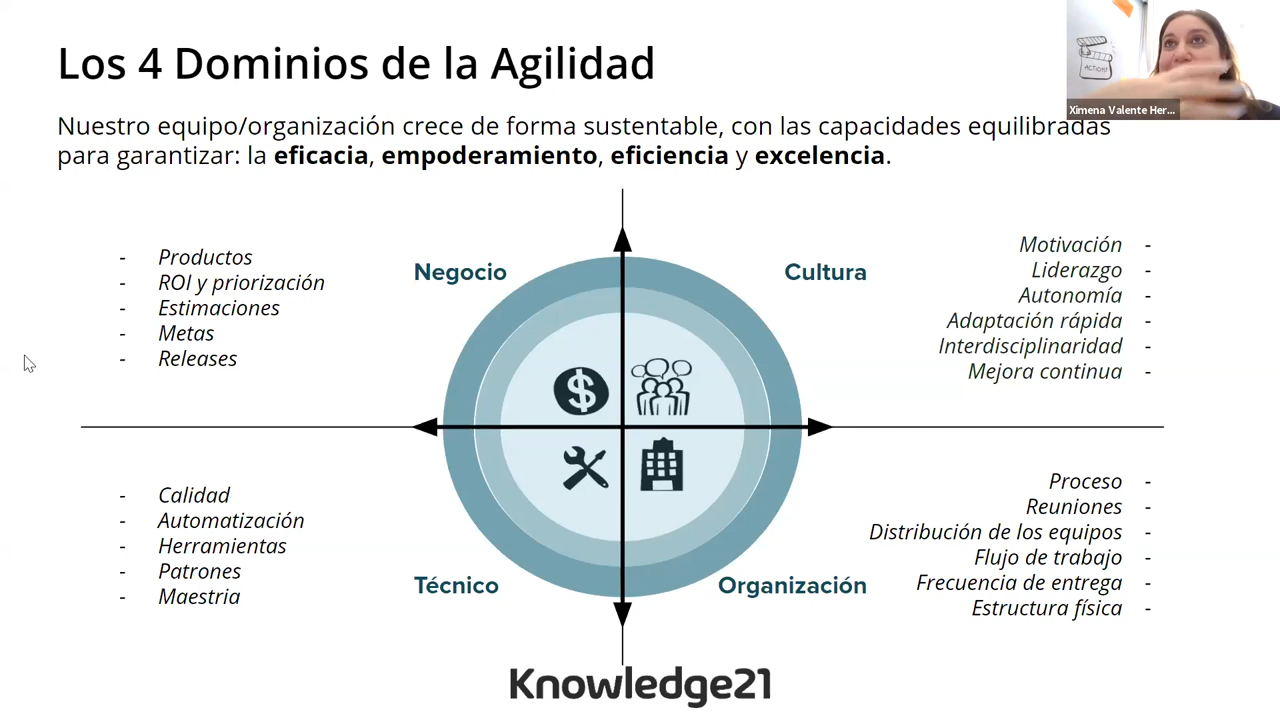 Los 4 Dominios de la Agilidad
ACTION!
Ximena Valente Her...
Nuestro equipo/organización crece de forma sustentable, con las capacidades equilibradas
para garantizar: la eficacia, empoderamiento, eficiencia y excelencia.
Negocio
- Productos
- ROI y priorización
- Estimaciones
- Metas
- Releases
Cultura
Motivación -
Liderazgo -
Autonomía -
Adaptación rápida -
Interdisciplinaridad -
Mejora continua -
$
- Calidad
- Automatización
- Herramientas
- Patrones
- Maestria
Técnico
Proceso -
Reuniones -
Distribución de los equipos -
Flujo de trabajo -
Frecuencia de entrega -
Estructura física -
Organización
Knowledge21